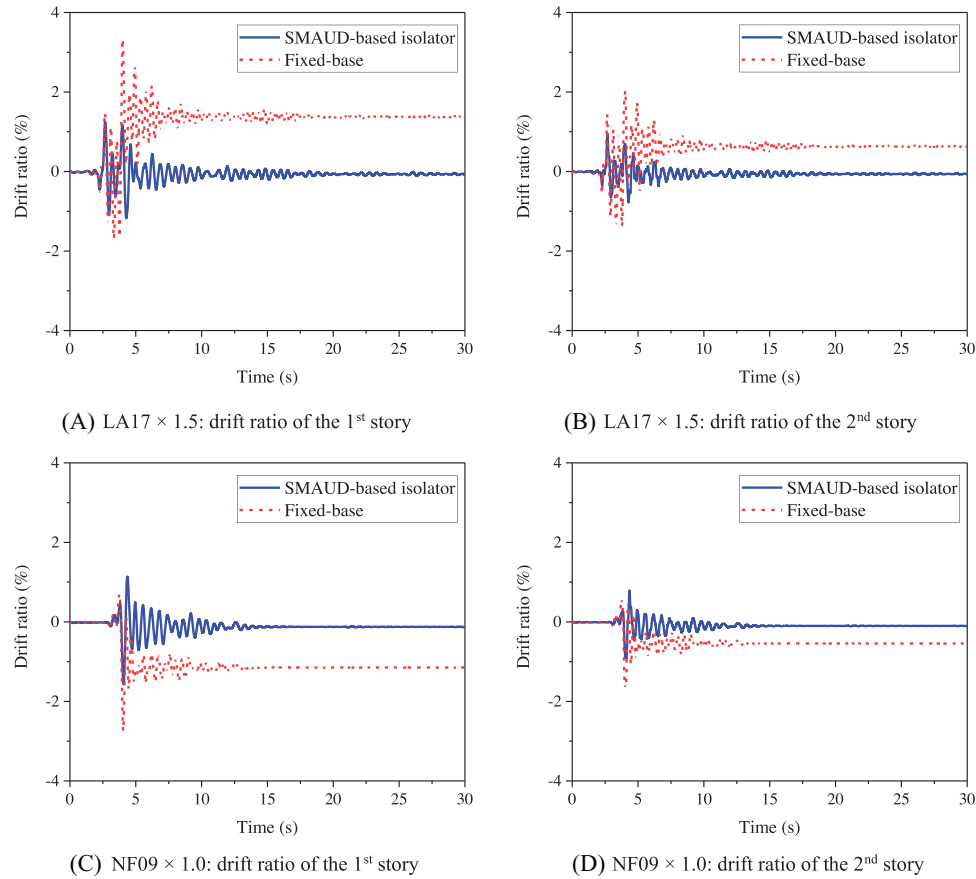 4
2
0
-2
-4
Drift ratio (%)
SMAUD-based isolator
Fixed-base
0 5 10 15 20 25 30
Time (s)
(A) LA17 × 1.5: drift ratio of the 1st story
4
2
0
-2
-4
Drift ratio (%)
SMAUD-based isolator
Fixed-base
0 5 10 15 20 25 30
Time (s)
(B) LA17 × 1.5: drift ratio of the 2nd story
4
2
0
-2
-4
Drift ratio (%)
SMAUD-based isolator
Fixed-base
0 5 10 15 20 25 30
Time (s)
(C) NF09 × 1.0: drift ratio of the 1st story
4
2
0
-2
-4
Drift ratio (%)
SMAUD-based isolator
Fixed-base
0 5 10 15 20 25 30
Time (s)
(D) NF09 × 1.0: drift ratio of the 2nd story